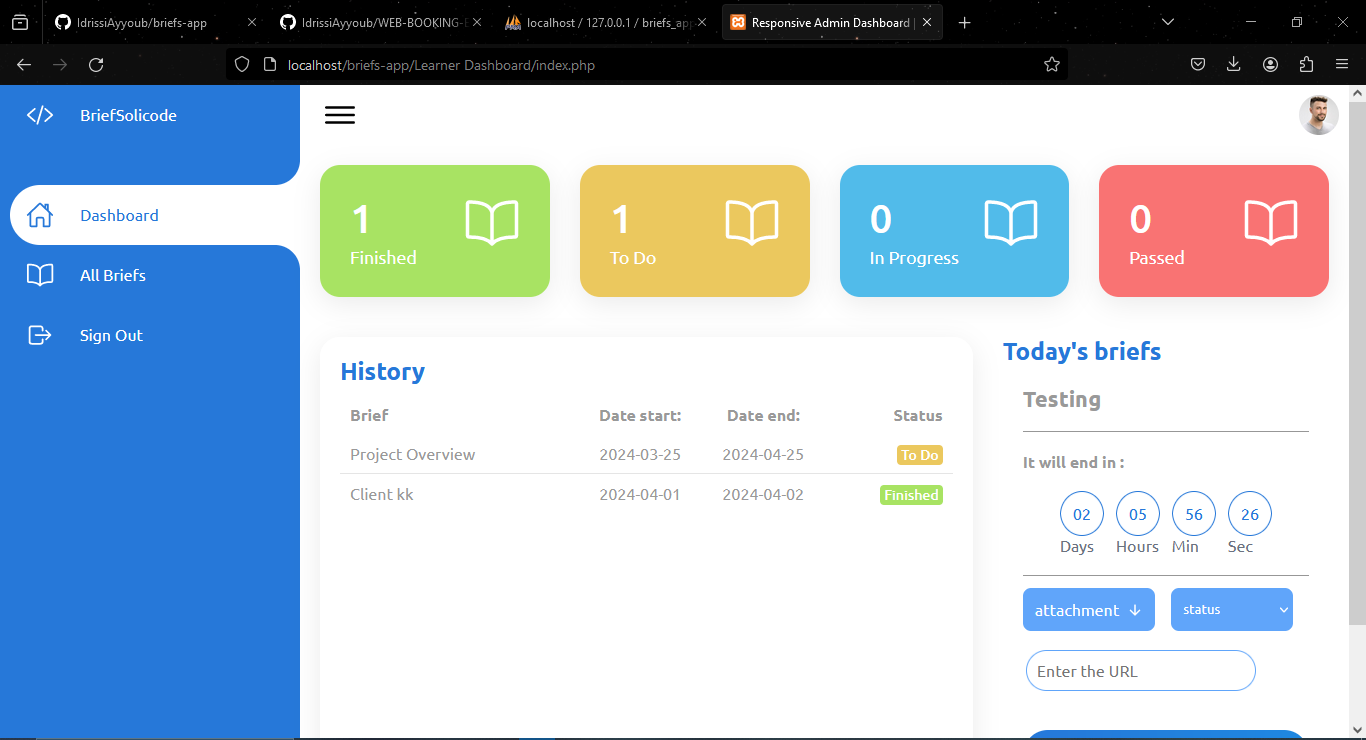 IdrissiAyyoub/briefs-app
IdrissiAyyoub/WEB-BOOKING-
localhost / 127.0.0.1 / briefs_app
Responsive Admin Dashboard |
localhost/briefs-app/Learner Dashboard/index.php
BriefSolicode
Dashboard
All Briefs
Sign Out
1
Finished
1
To Do
0
In Progress
0
Passed
History
Brief Date start: Date end: Status
Project Overview 2024-03-25 2024-04-25 To Do
Client kk 2024-04-01 2024-04-02 Finished
Today's briefs
Testing
It will end in :
02 05 56 26
Days Hours Min Sec
attachment ↓ status
Enter the URL